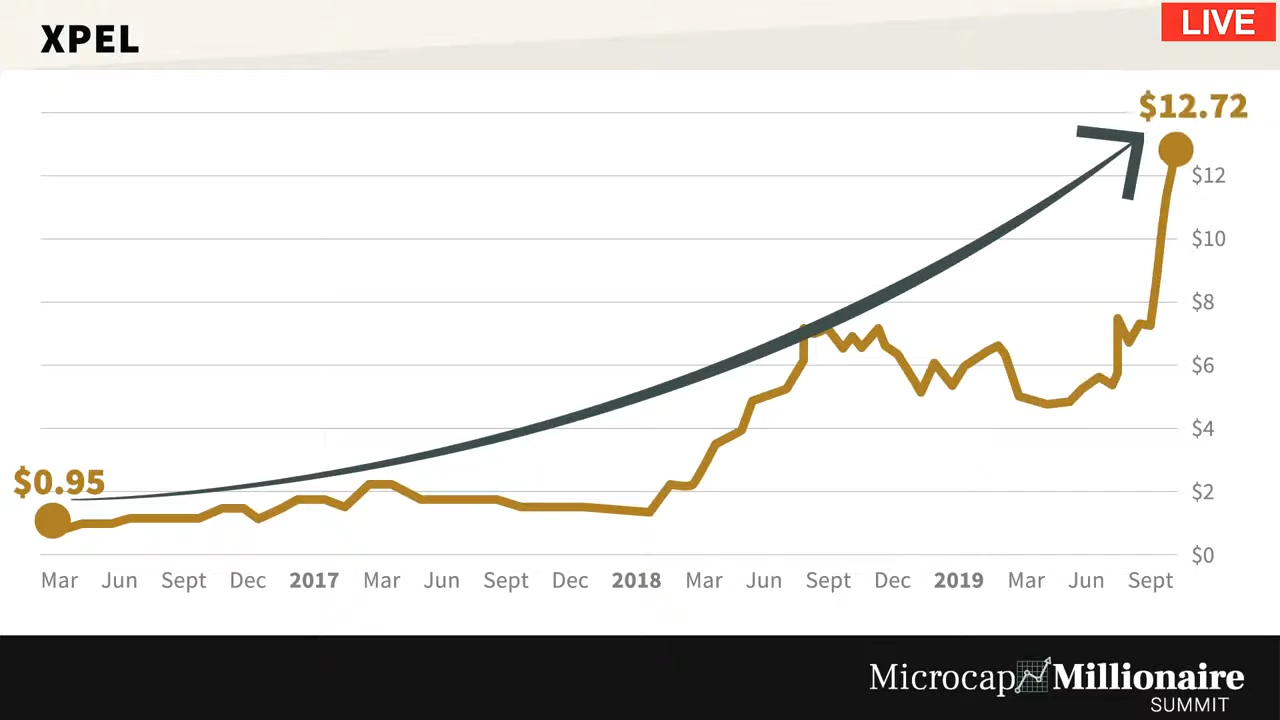 XPEL
LIVE
$12.72
$12
$10
$8
$6
$4
$0.95
$2
$0
Mar Jun Sept Dec 2017 Mar Jun Sept Dec 2018 Mar Jun Sept Dec 2019 Mar Jun Sept
Microcap Millionaire
SUMMIT